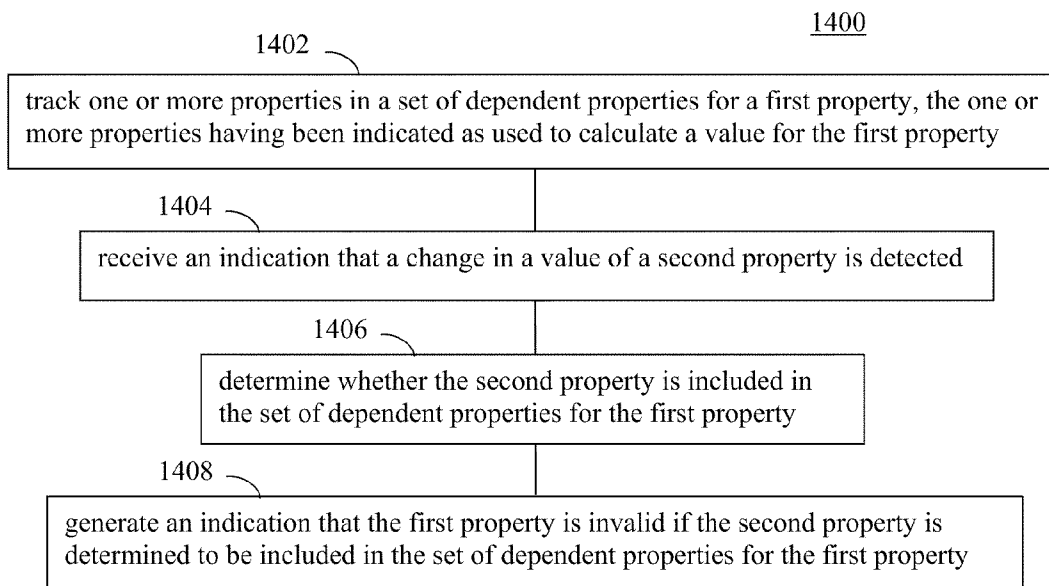 1400
1402
track one or more properties in a set of dependent properties for a first property, the one or
more properties having been indicated as used to calculate a value for the first property
1404
receive an indication that a change in a value of a second property is detected
1406
determine whether the second property is included in
the set of dependent properties for the first property
1408
generate an indication that the first property is invalid if the second property is
determined to be included in the set of dependent properties for the first property